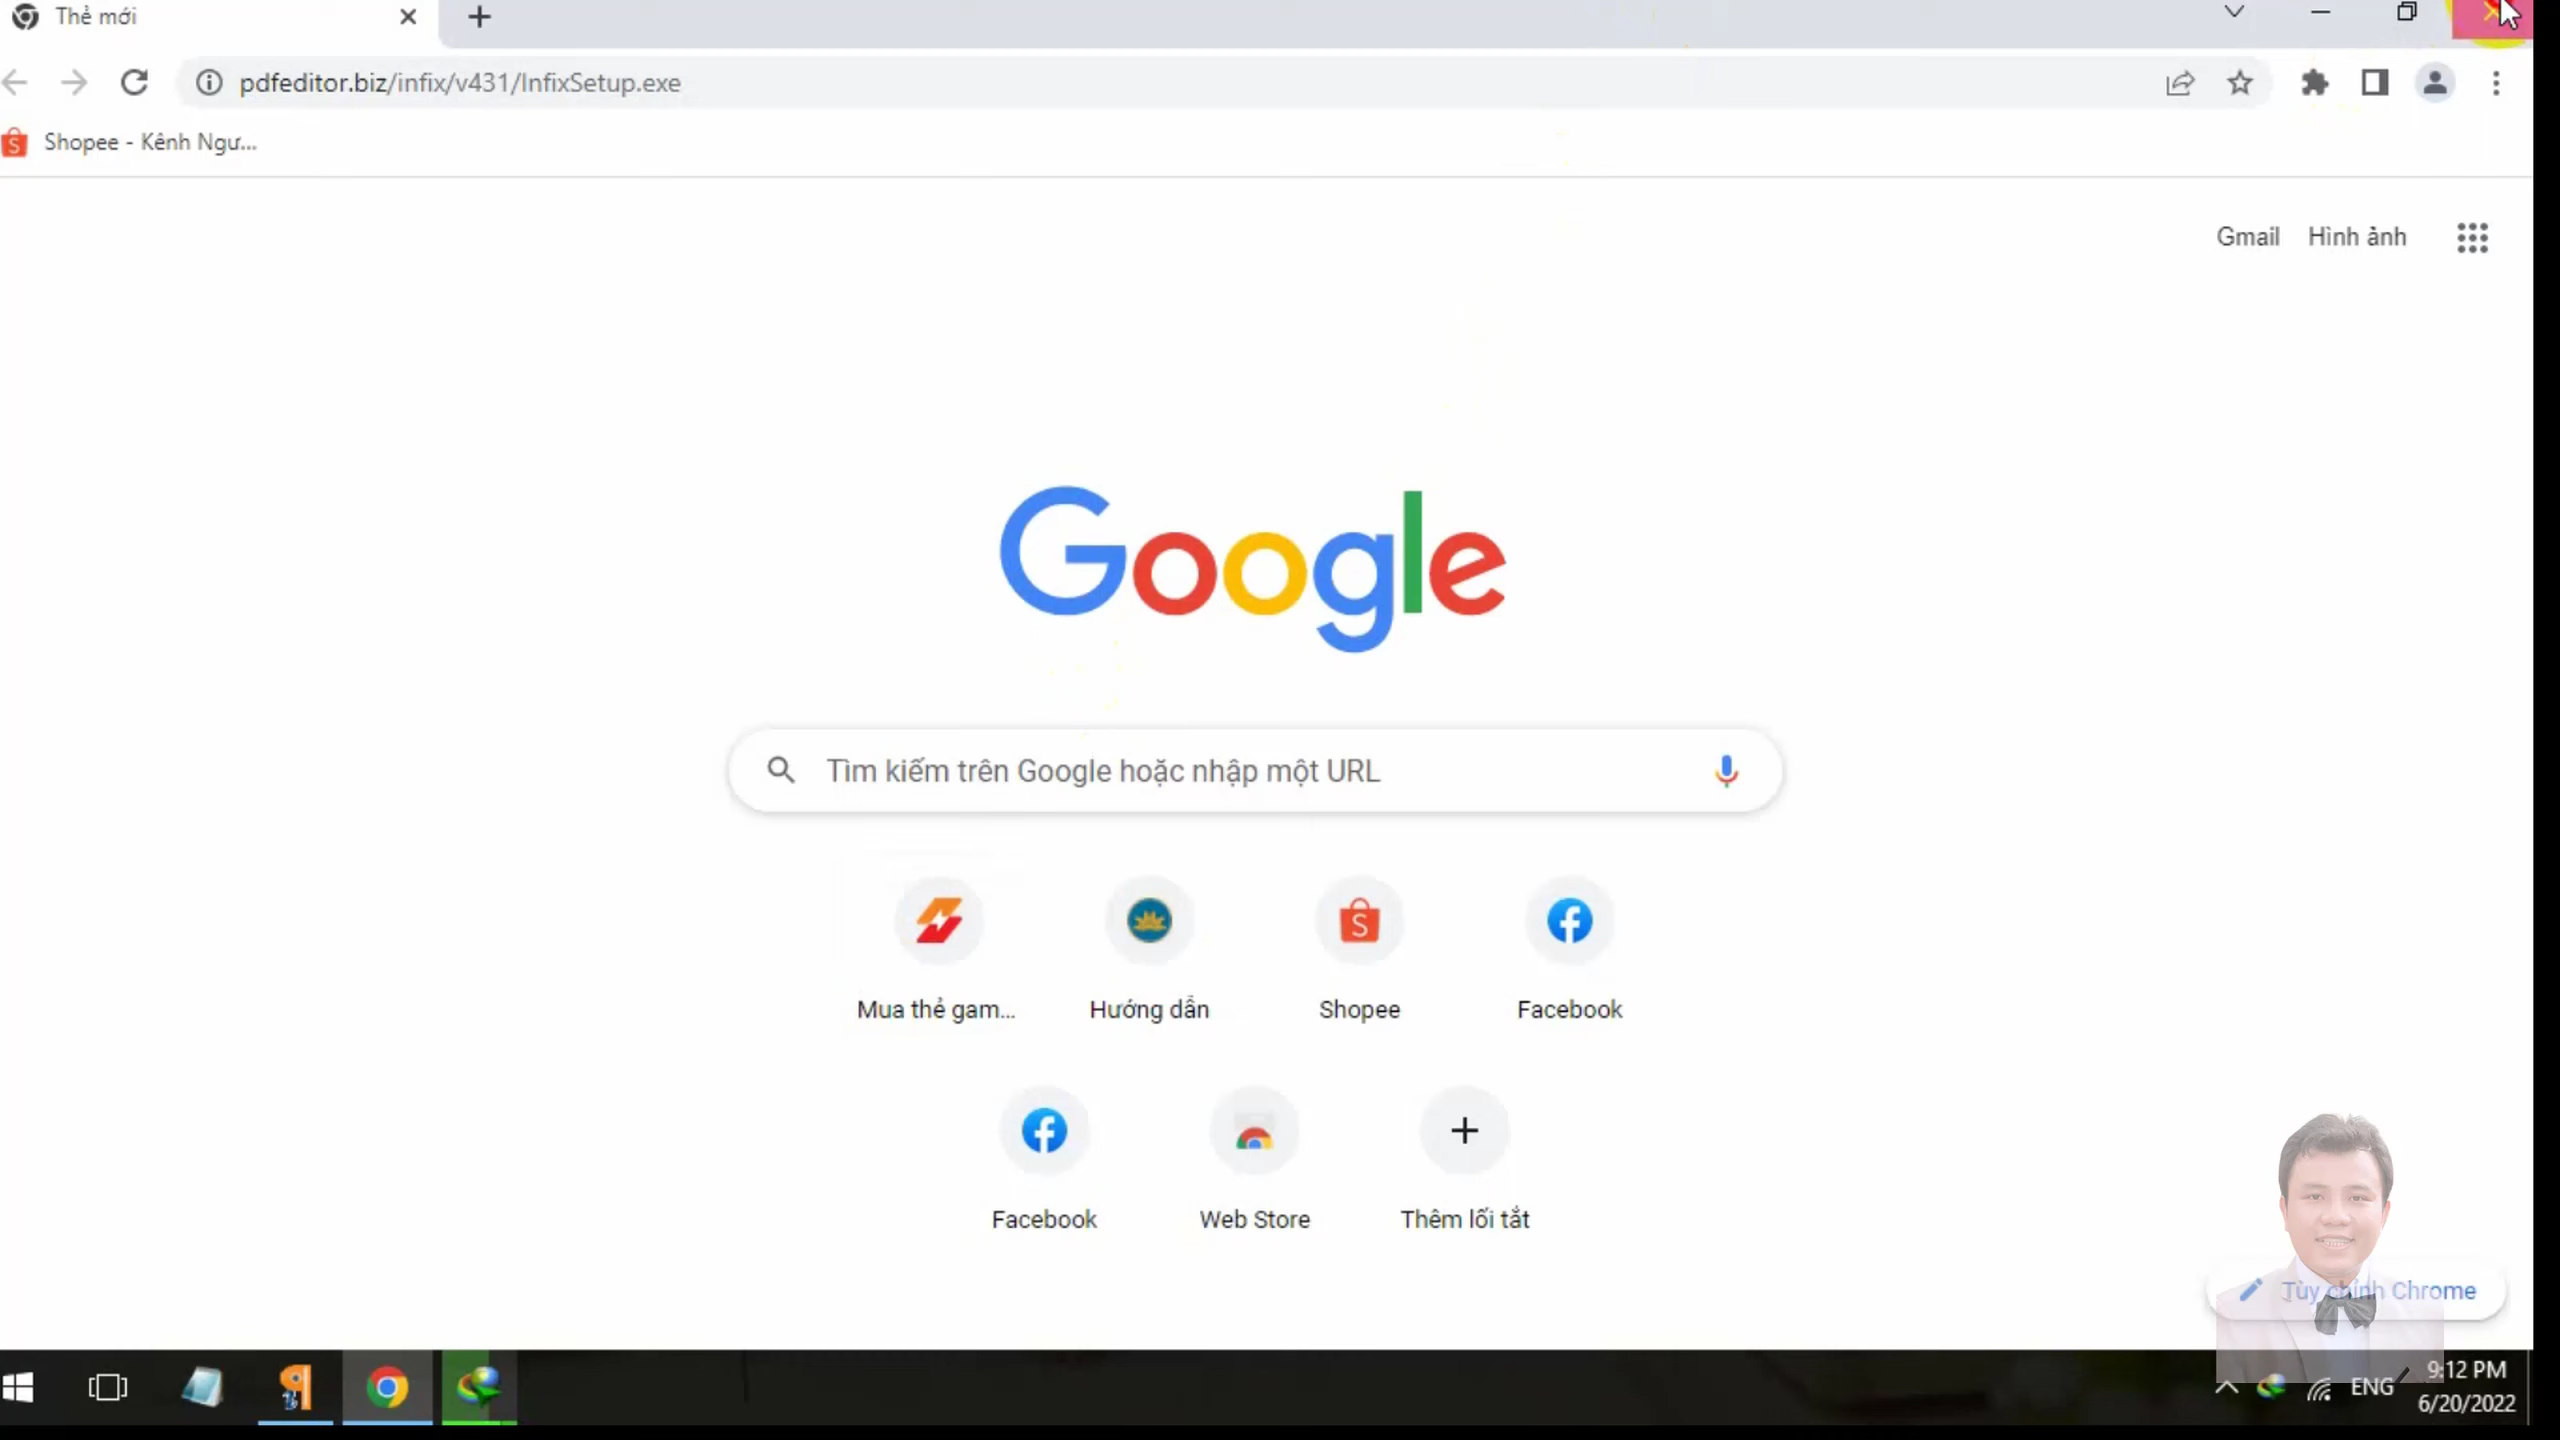 Thẻ mới
pdfeditor.biz/infix/v431/InfixSetup.exe
Shopee - Kênh Ngư...
Gmail Hình ảnh
Google
Tìm kiếm trên Google hoặc nhập một URL
Mua thẻ gam... Hướng dẫn Shopee Facebook
Facebook Web Store Thêm lối tắt
Tùy chỉnh Chrome
ENG 9:12 PM
6/20/2022